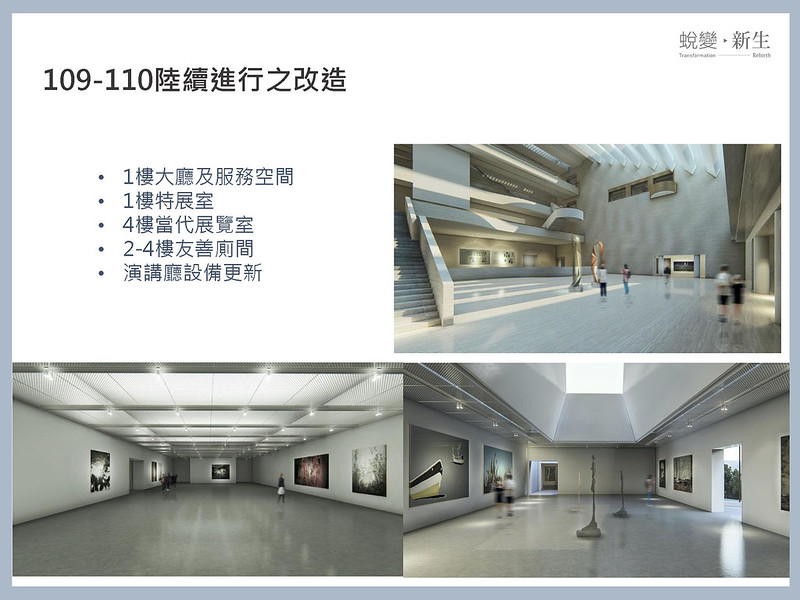 蛻變・新生
Transformation Rebirth
109-110陸續進行之改造
• 1樓大廳及服務空間
• 1樓特展室
• 4樓當代展覽室
• 2-4樓友善廁間
• 演講廳設備更新